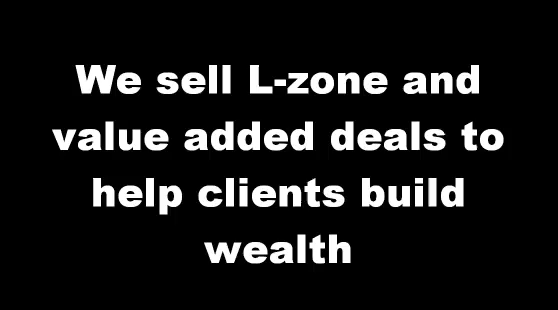 We sell L-zone and
value added deals to
help clients build
wealth